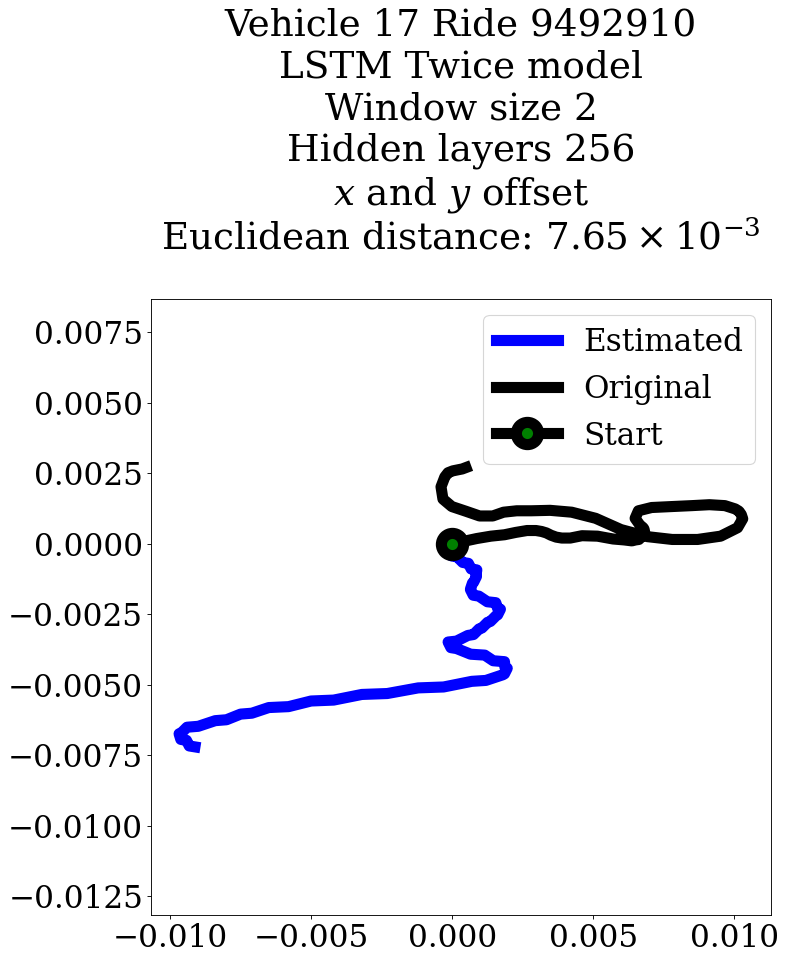 Vehicle 17 Ride 9492910
LSTM Twice model
Window size 2
Hidden layers 256
x and y offset
Euclidean distance: 7.65 × 10⁻³
Estimated
Original
Start
0.0075
0.0050
0.0025
0.0000
−0.0025
−0.0050
−0.0075
−0.0100
−0.0125
−0.010 −0.005 0.000 0.005 0.010